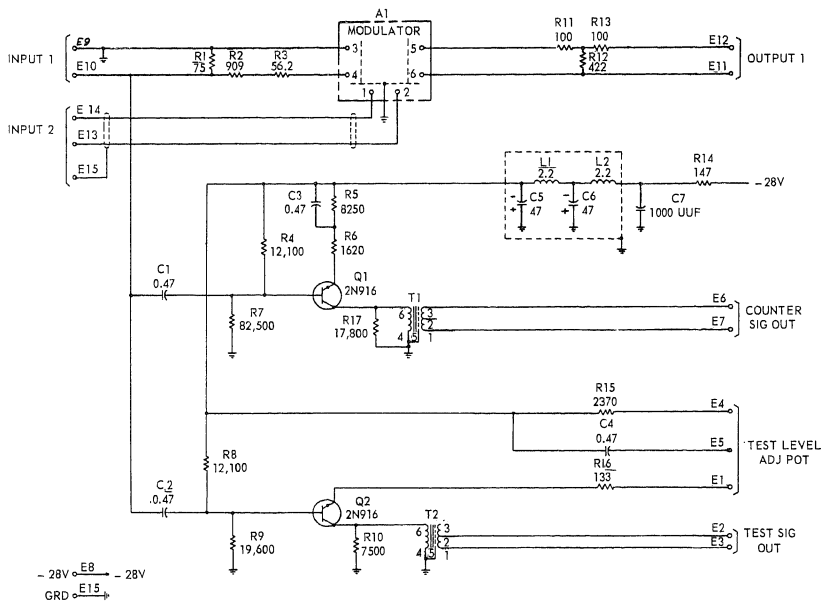 A1
MODULATOR
INPUT 1
E9
E10
R1
75
R2
909
R3
56.2
3
4
5
6
1
2
R11
100
R13
100
R12
422
E12
E11
OUTPUT 1
INPUT 2
E 14
E13
E15
L1
2.2
L2
2.2
R14
147
-28V
C5
47
C6
47
C7
1000 UUF
C3
0.47
R5
8250
R4
12,100
R6
1620
C1
0.47
Q1
2N916
R7
82,500
R17
17,800
T1
6
4
5
3
2
1
E6
E7
COUNTER
SIG OUT
R15
2370
E4
C4
0.47
E5
R16
133
E1
TEST LEVEL
ADJ POT
R8
12,100
C.2
.0.47
Q2
2N916
R9
19,600
R10
7500
T2
6
4
5
3
2
1
E2
E3
TEST SIG
OUT
-28V E8 -28V
GRD E15